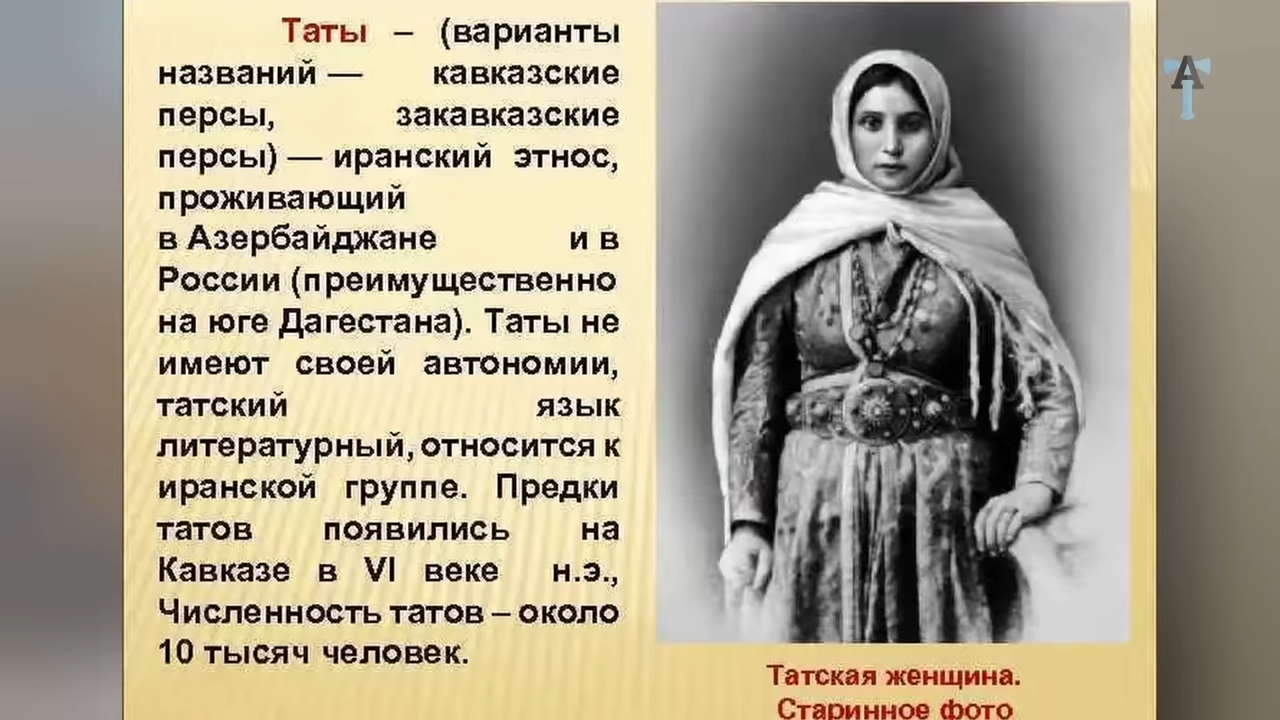 Таты – (варианты
названий — кавказские
персы, закавказские
персы) — иранский этнос,
проживающий
в Азербайджане и в
России (преимущественно
на юге Дагестана). Таты не
имеют своей автономии,
татский язык
литературный, относится к
иранской группе. Предки
татов появились на
Кавказе в VI веке н.э.,
Численность татов – около
10 тысяч человек.
Татская женщина.
Старинное фото